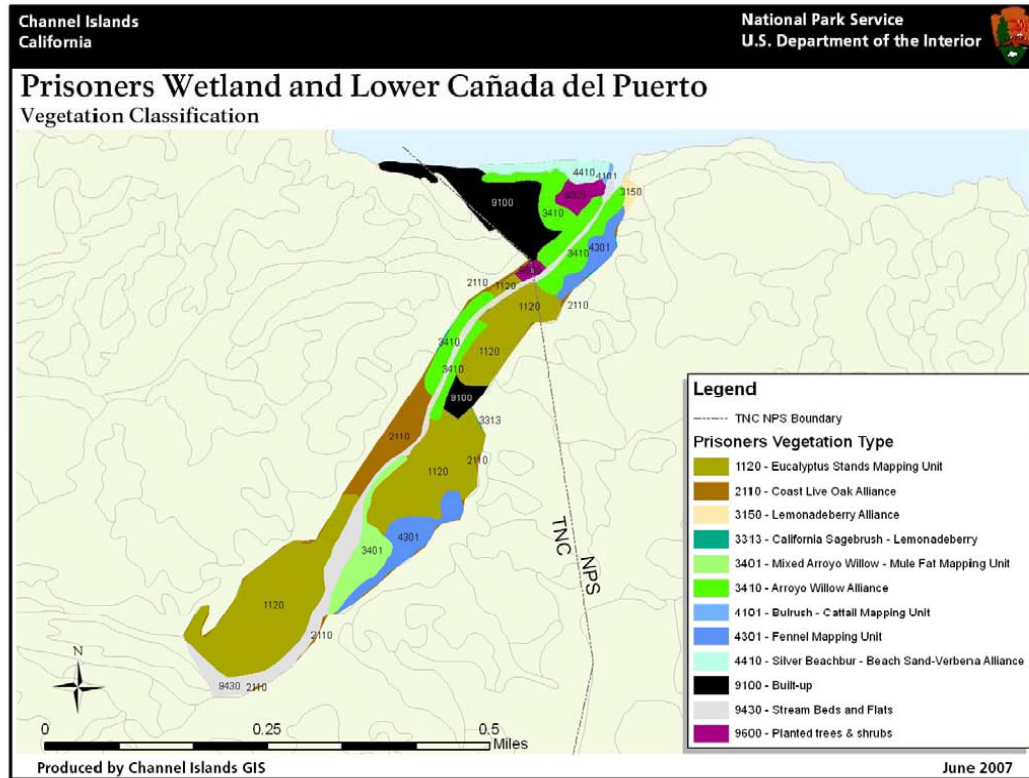 Channel Islands
California
National Park Service
U.S. Department of the Interior
Prisoners Wetland and Lower Cañada del Puerto
Vegetation Classification
4410
4101
3150
9100
3410
3410
4301
2110
1120
2110
1120
3410
1120
3410
9100
3313
2110
2110
1120
4301
3401
TNC
NPS
1120
2110
9430
2110
Legend
TNC NPS Boundary
Prisoners Vegetation Type
1120 - Eucalyptus Stands Mapping Unit
2110 - Coast Live Oak Alliance
3150 - Lemonadeberry Alliance
3313 - California Sagebrush - Lemonadeberry
3401 - Mixed Arroyo Willow - Mule Fat Mapping Unit
3410 - Arroyo Willow Alliance
4101 - Bulrush - Cattail Mapping Unit
4301 - Fennel Mapping Unit
4410 - Silver Beachbur - Beach Sand-Verbena Alliance
9100 - Built-up
9430 - Stream Beds and Flats
9600 - Planted trees & shrubs
N
0 0.25 0.5
Miles
Produced by Channel Islands GIS
June 2007